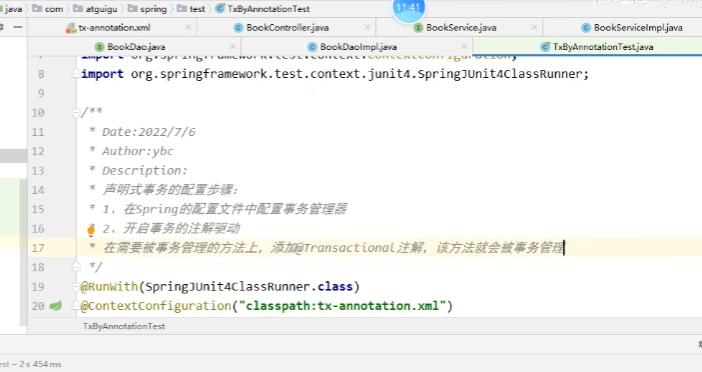 java com atguigu spring test TxByAnnotationTest
11:41
tx-annotation.xml BookController.java BookService.java BookServiceImpl.java
BookDao.java BookDaoImpl.java TxByAnnotationTest.java
import org.springframework.test.context.ContextConfiguration;
8 import org.springframework.test.context.junit4.SpringJUnit4ClassRunner;
9
10 /**
11 * Date:2022/7/6
12 * Author:ybc
13 * Description:
14 * 声明式事务的配置步骤:
15 * 1、在Spring的配置文件中配置事务管理器
16 * 2、开启事务的注解驱动
17 * 在需要被事务管理的方法上，添加@Transactional注解，该方法就会被事务管理
18 */
19 @RunWith(SpringJUnit4ClassRunner.class)
20 @ContextConfiguration("classpath:tx-annotation.xml")
TxByAnnotationTest
est – 2 s 454 ms